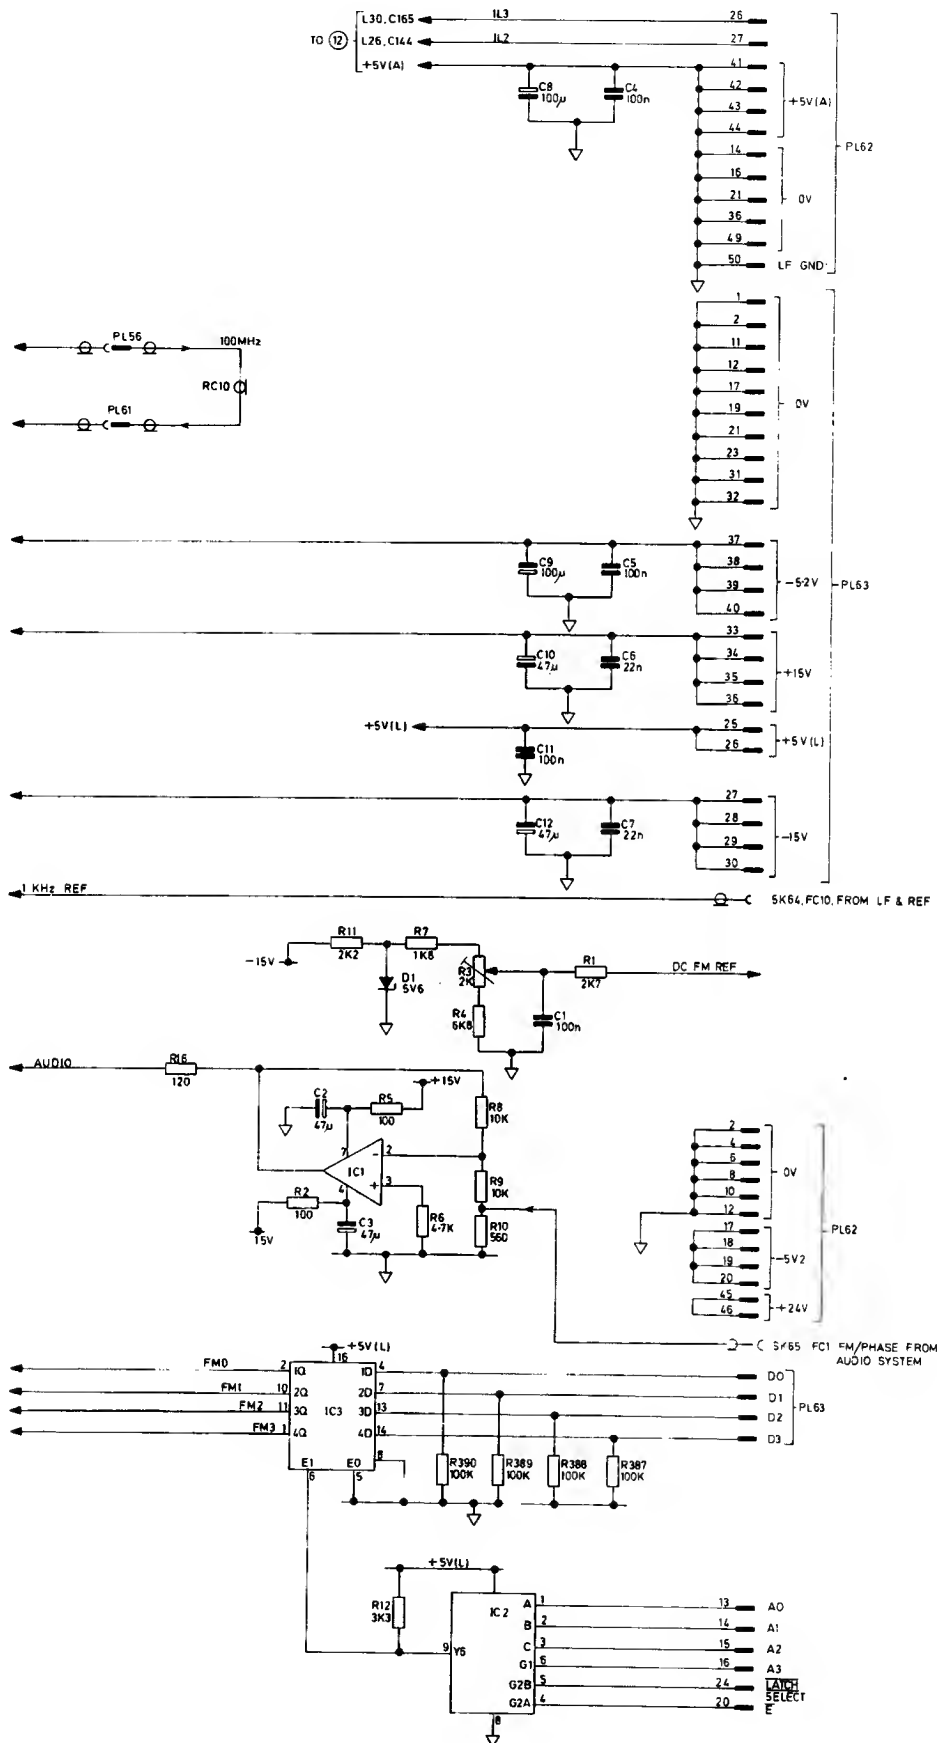 L30,C165 1L3 26
TO 12 L26,C144 1L2 27
+5V(A) 41
C8 100µ C4 100n 42 +5V(A)
43
44
14 PL62
16
21 0V
36
49
50 LF GND
1
2
PL56 100MHz 11
12
RC10 17
19 0V
PL61 21
23
31
32
37
C9 100µ C5 100n 38
39 -5·2V PL63
40
33
C10 47µ C6 22n 34
35 +15V
36
+5V(L) 25
C11 100n 26 +5V(L)
27
C12 47µ C7 22n 28
29 -15V
30
1 KHz REF SK64,FC10,FROM LF & REF
R11 2K2 R7 1K8
-15V
D1 5V6 R3 2K R1 2K7 DC FM REF
R4 6K8 C1 100n
AUDIO R16 120
C2 47µ R5 100 +15V R8 10K
7 - 2 IC1
4 + 3 R9 10K
R2 100 R6 4·7K R10 560
15V C3 47µ
2
4
6 0V
8
10
12
17 PL62
18 -5V2
19
20
45 +24V
46
SK65 FC1 FM/PHASE FROM
AUDIO SYSTEM
+5V(L)
16
FM0 2 1Q 1D 4 D0
FM1 10 2Q 2D 7 D1
FM2 11 3Q IC3 3D 13 D2 PL63
FM3 1 4Q 4D 14 D3
E1 E0 8
6 5
R390 100K R389 100K R388 100K R387 100K
+5V(L)
R12 3K3
IC2 A 1 13 A0
B 2 14 A1
9 Y6 C 3 15 A2
G1 6 16 A3
G2B 5 24 LATCH
SELECT
G2A 4 20 E
8